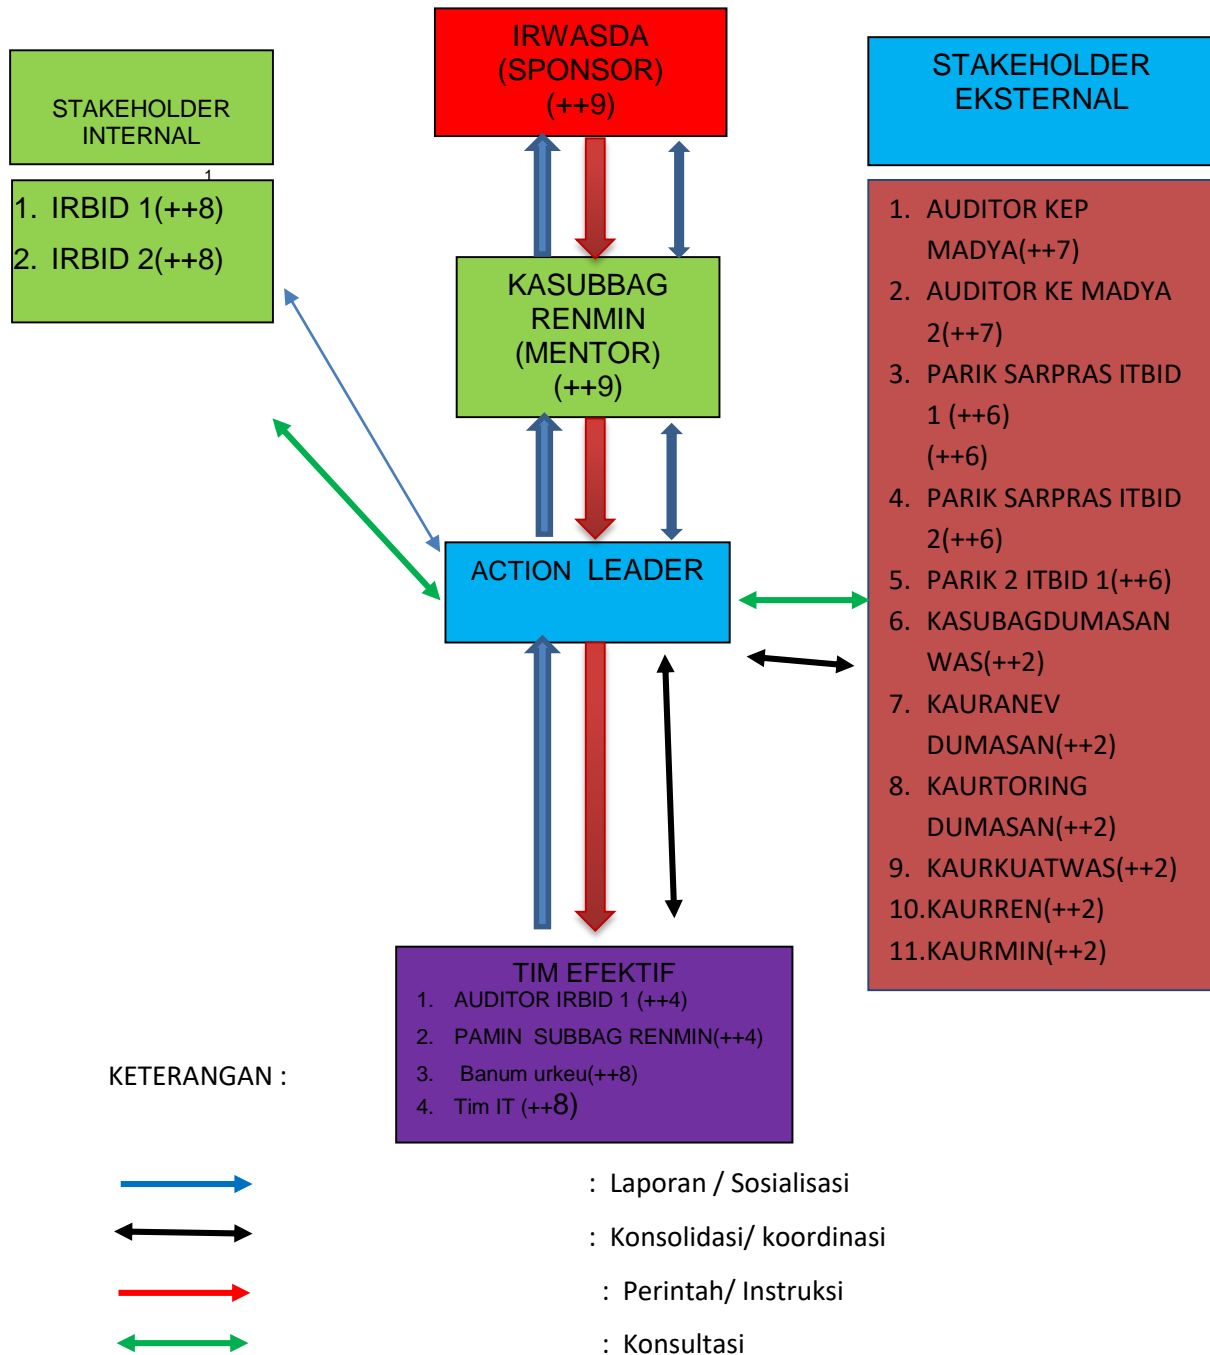 IRWASDA
(SPONSOR)
(++9)
STAKEHOLDER
INTERNAL
1
1. IRBID 1(++8)
2. IRBID 2(++8)
STAKEHOLDER
EKSTERNAL
KASUBBAG
RENMIN
(MENTOR)
(++9)
ACTION LEADER
1. AUDITOR KEP
MADYA(++7)
2. AUDITOR KE MADYA
2(++7)
3. PARIK SARPRAS ITBID
1 (++6)
(++6)
4. PARIK SARPRAS ITBID
2(++6)
5. PARIK 2 ITBID 1(++6)
6. KASUBAGDUMASAN
WAS(++2)
7. KAURANEV
DUMASAN(++2)
8. KAURTORING
DUMASAN(++2)
9. KAURKUATWAS(++2)
10.KAURREN(++2)
11.KAURMIN(++2)
TIM EFEKTIF
1. AUDITOR IRBID 1 (++4)
2. PAMIN SUBBAG RENMIN(++4)
3. Banum urkeu(++8)
4. Tim IT (++8)
KETERANGAN :
: Laporan / Sosialisasi
: Konsolidasi/ koordinasi
: Perintah/ Instruksi
: Konsultasi